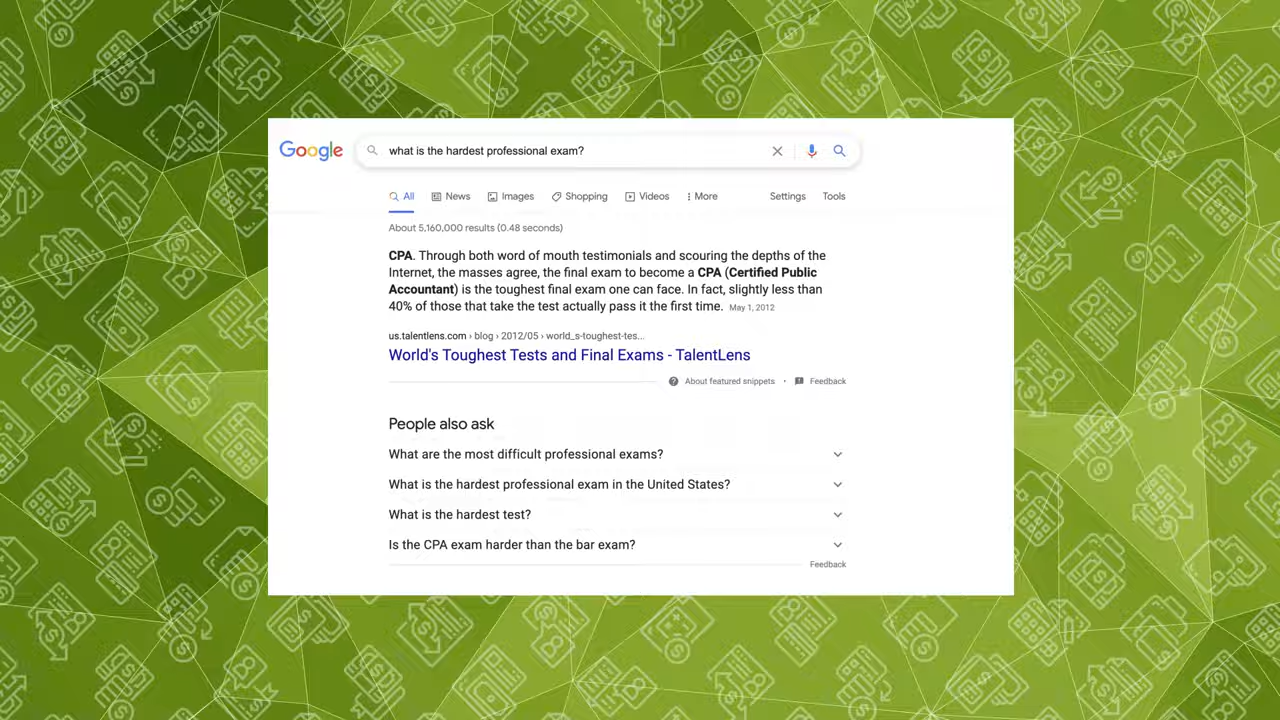 Google what is the hardest professional exam?
All News Images Shopping Videos More Settings Tools
About 5,160,000 results (0.48 seconds)
CPA. Through both word of mouth testimonials and scouring the depths of the
Internet, the masses agree, the final exam to become a CPA (Certified Public
Accountant) is the toughest final exam one can face. In fact, slightly less than
40% of those that take the test actually pass it the first time. May 1, 2012
us.talentlens.com › blog › 2012/05 › world_s-toughest-tes...
World's Toughest Tests and Final Exams - TalentLens
About featured snippets • Feedback
People also ask
What are the most difficult professional exams?
What is the hardest professional exam in the United States?
What is the hardest test?
Is the CPA exam harder than the bar exam?
Feedback